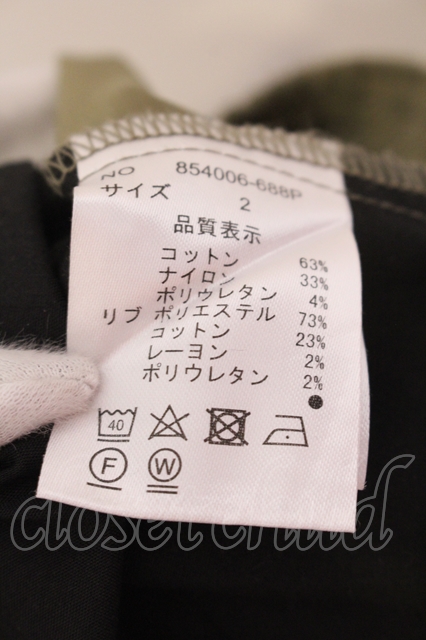 NO 854006-688P
サイズ 2
品質表示
コットン 63%
ナイロン 33%
ポリウレタン 4%
リブ ポリエステル 73%
コットン 23%
レーヨン 2%
ポリウレタン 2%
40
F W
closet child